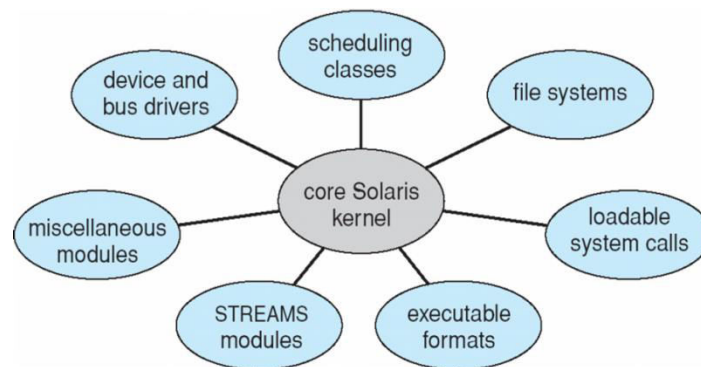 scheduling
classes
device and
bus drivers
file systems
core Solaris
kernel
miscellaneous
modules
loadable
system calls
STREAMS
modules
executable
formats